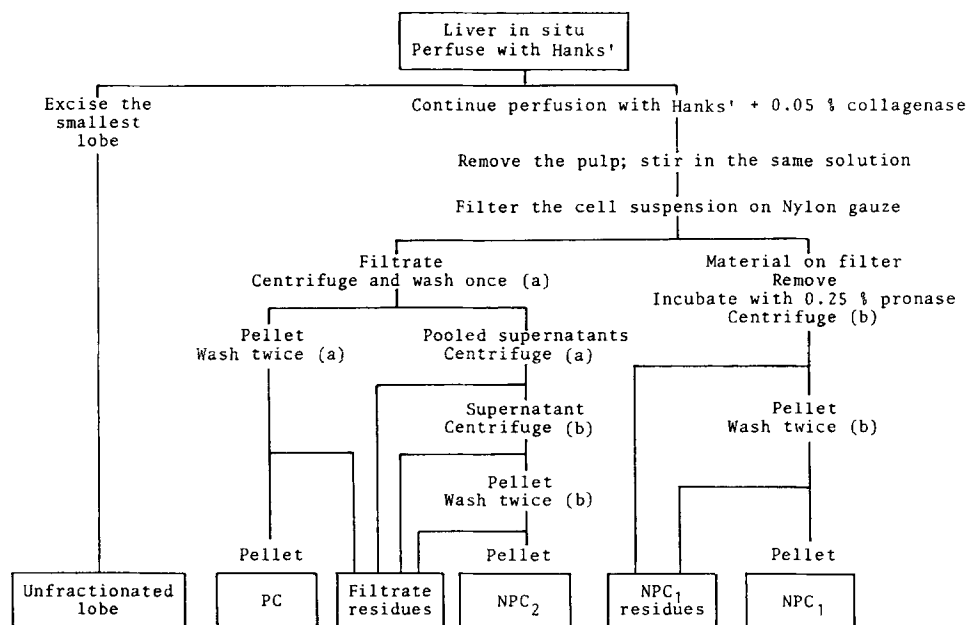 Liver in situ
Perfuse with Hanks'
Excise the
smallest
lobe
Continue perfusion with Hanks' + 0.05 % collagenase
Remove the pulp; stir in the same solution
Filter the cell suspension on Nylon gauze
Filtrate
Centrifuge and wash once (a)
Material on filter
Remove
Incubate with 0.25 % pronase
Centrifuge (b)
Pellet
Wash twice (a)
Pooled supernatants
Centrifuge (a)
Supernatant
Centrifuge (b)
Pellet
Wash twice (b)
Pellet
Wash twice (b)
Pellet
Pellet
Pellet
Unfractionated
lobe
PC
Filtrate
residues
NPC2
NPC1
residues
NPC1